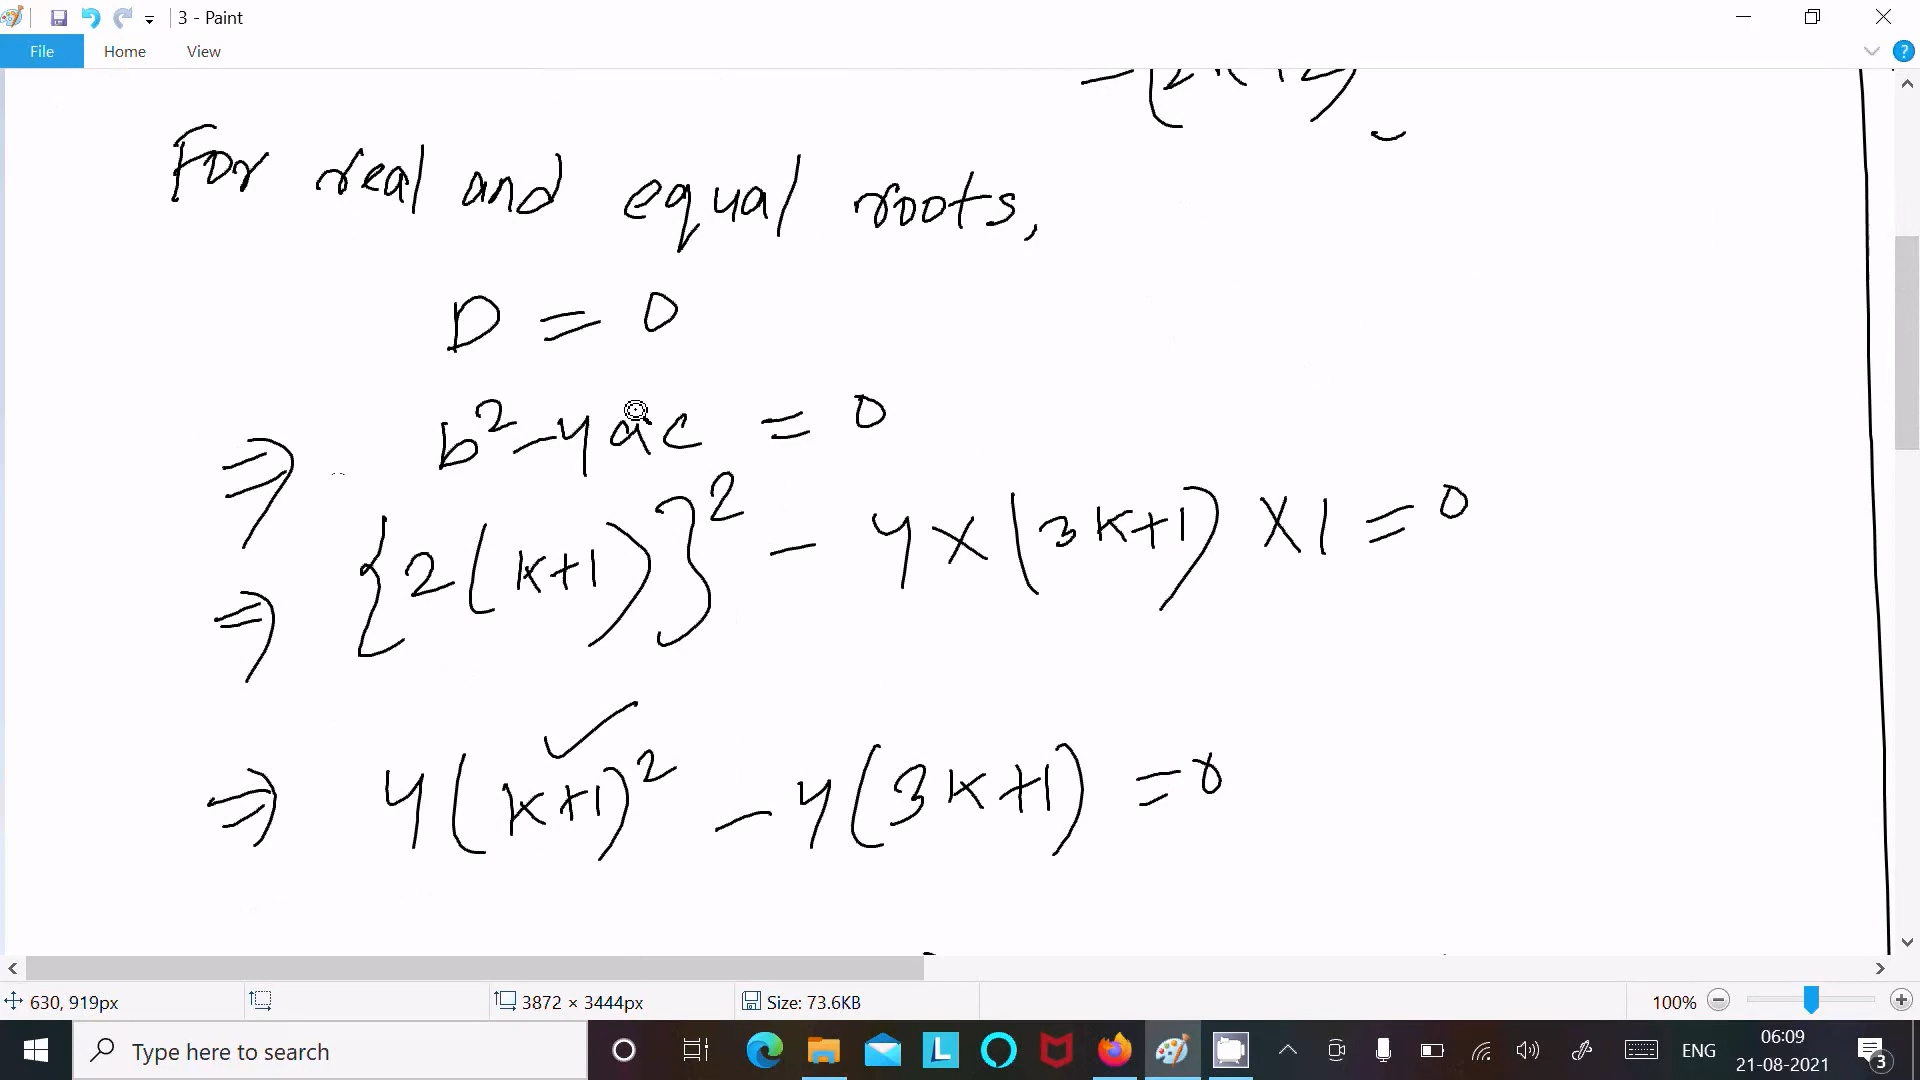 3 - Paint
File Home View
For real and equal roots,
D = 0
⇒ b² - 4ac = 0
⇒ {2(k+1)}² - 4 × (3k+1) × 1 = 0
⇒ 4(k+1)² - 4(3k+1) = 0
630, 919px 3872 × 3444px Size: 73.6KB 100%
Type here to search
ENG
06:09
21-08-2021
3